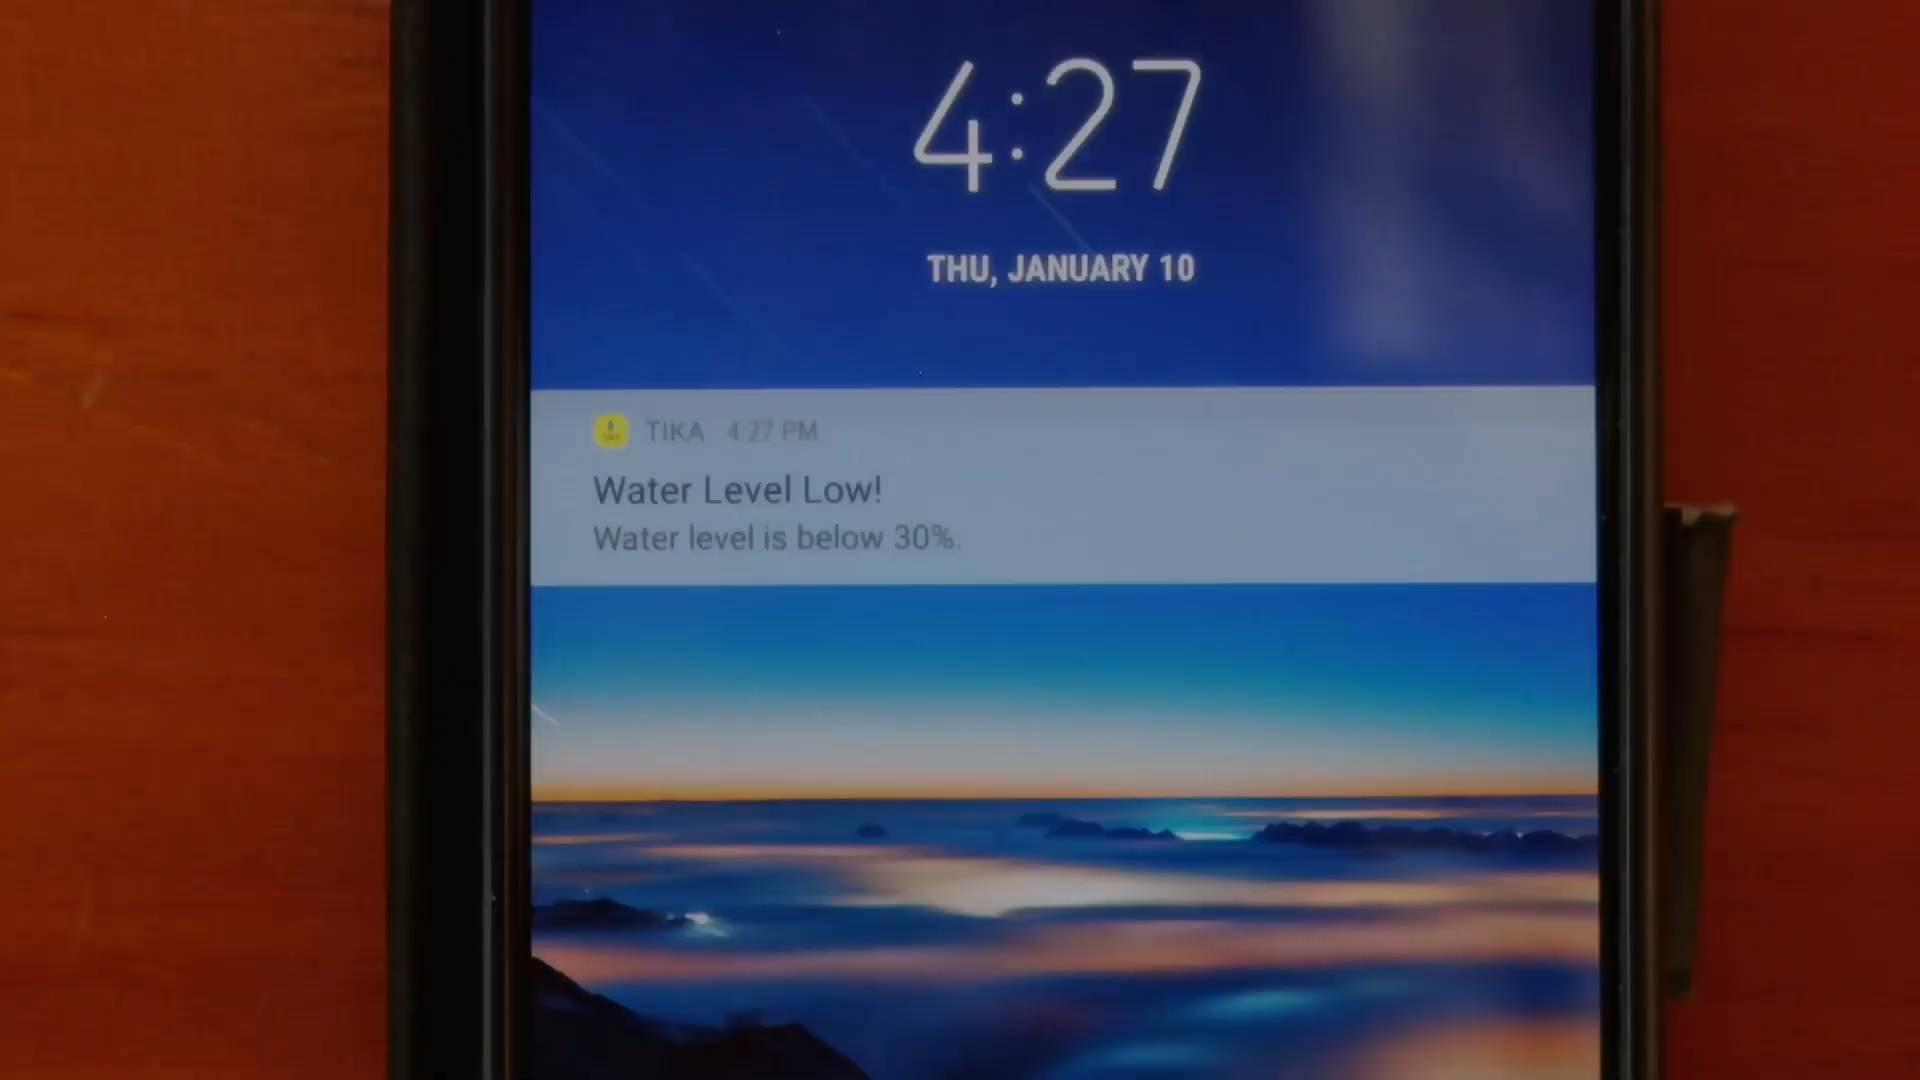 4:27
THU, JANUARY 10
TIKA 4:27 PM
Water Level Low!
Water level is below 30%.